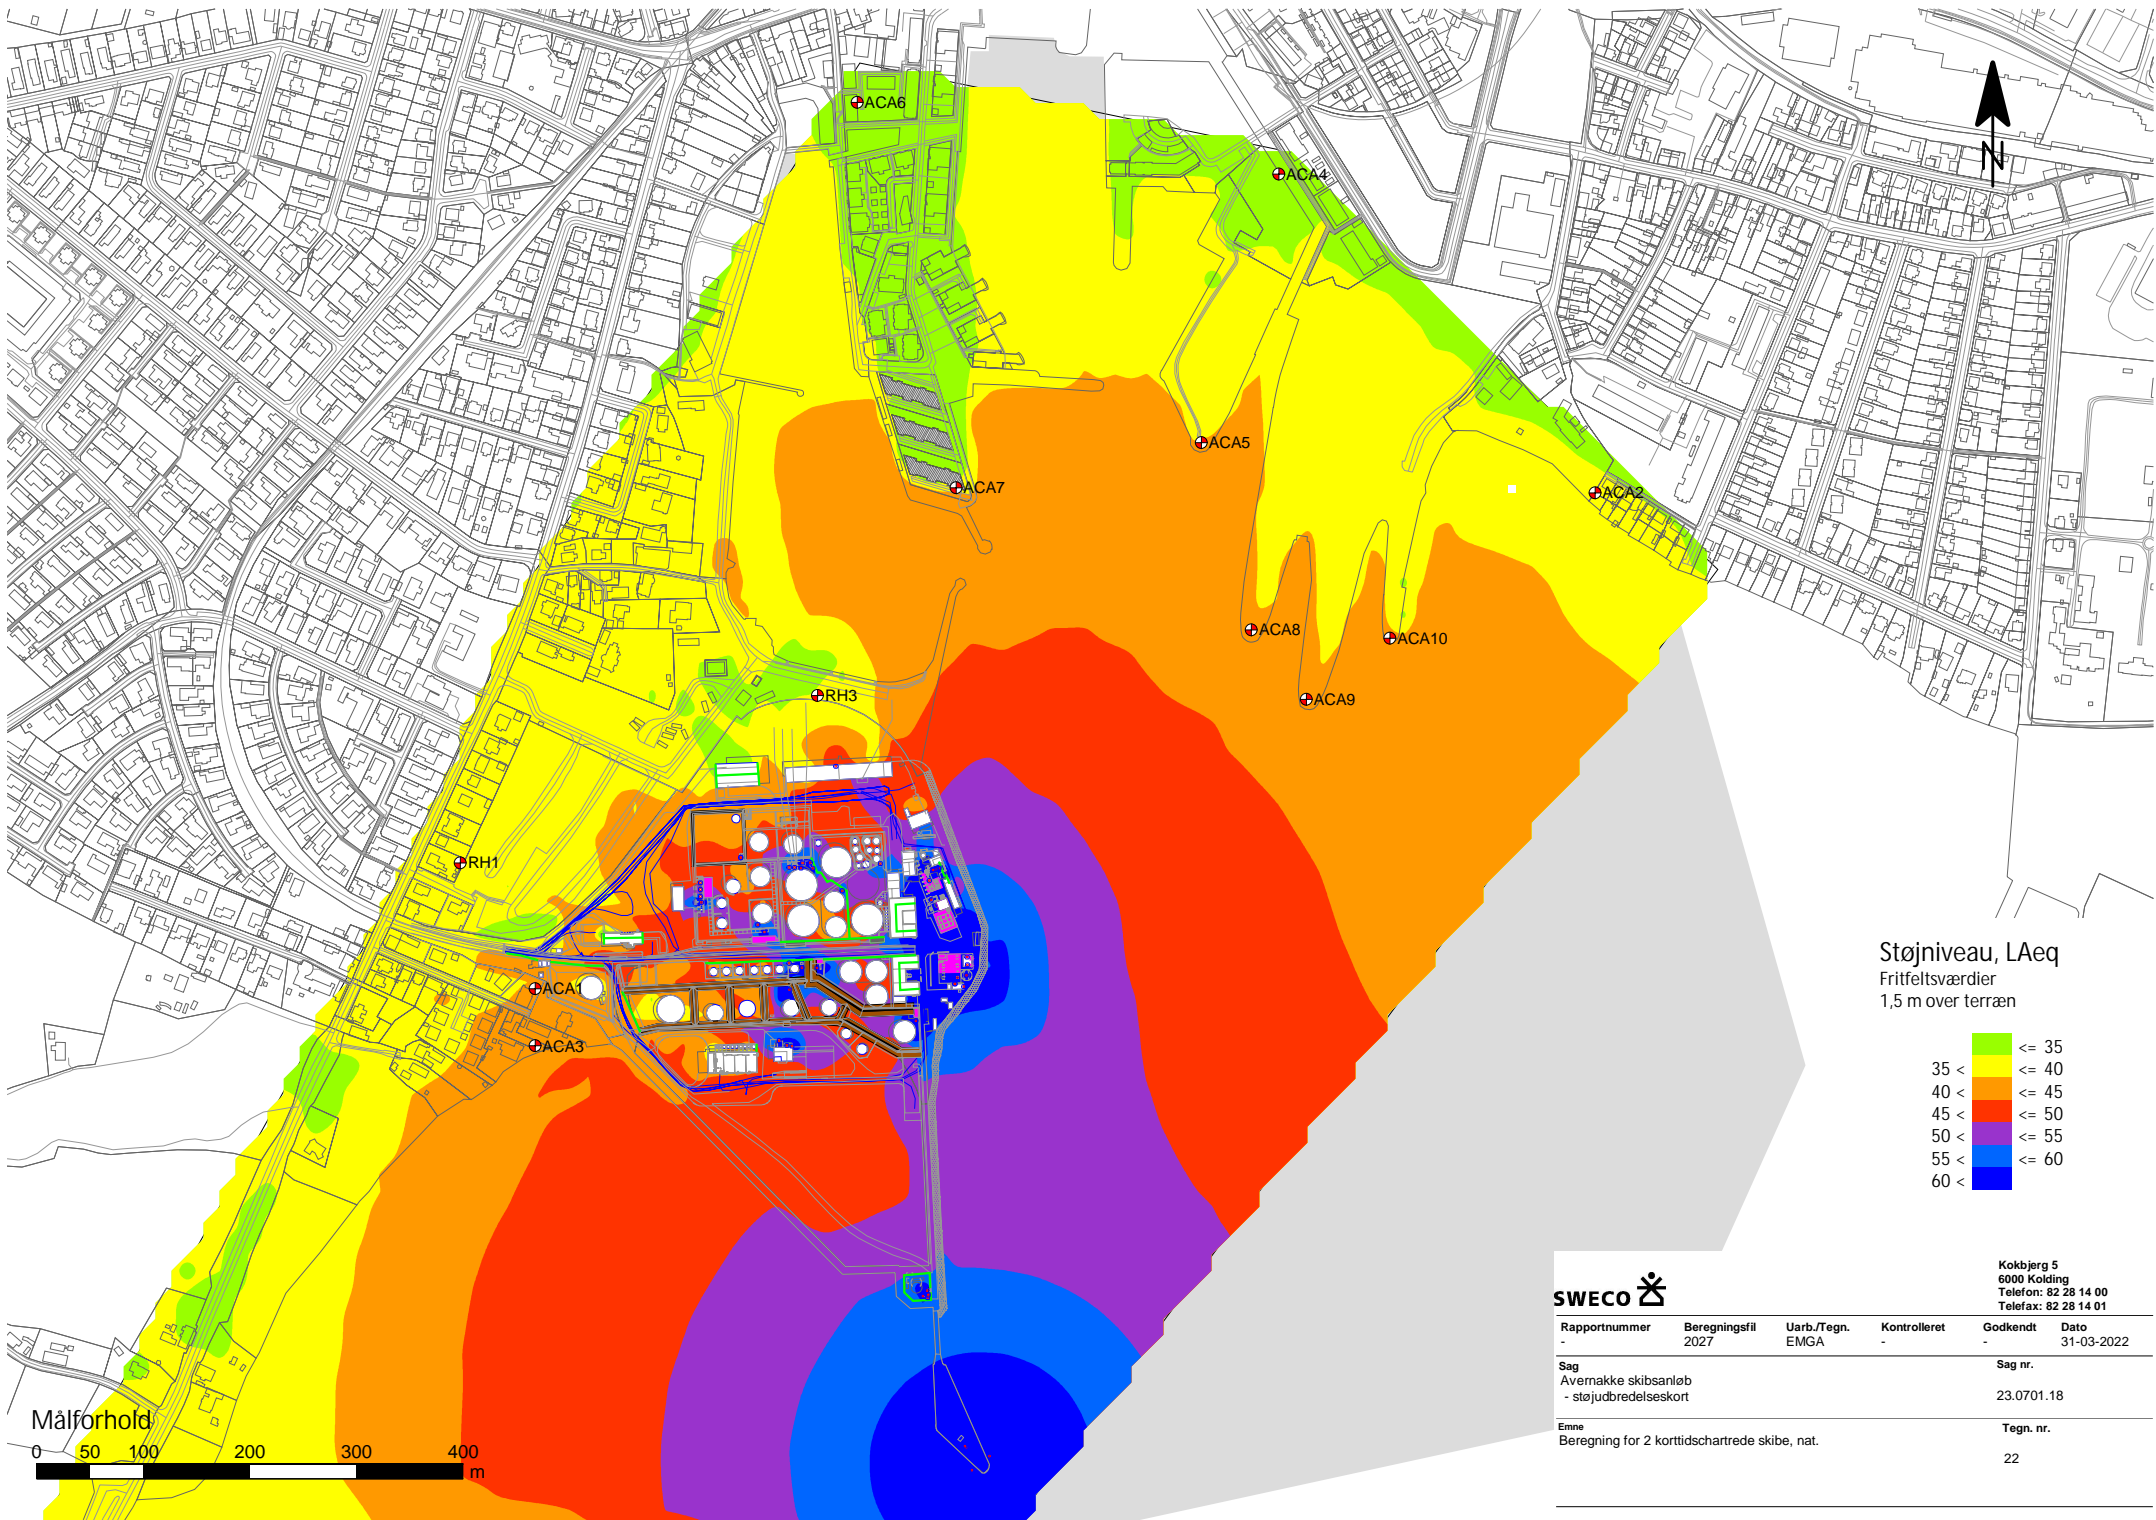 ACA6
N
ACA4
ACA5
ACA7
ACA2
ACA8
ACA10
RH3
ACA9
RH1
ACA1
ACA3
Støjniveau, LAeq
Fritfeltsværdier
1,5 m over terræn
<= 35
35 < <= 40
40 < <= 45
45 < <= 50
50 < <= 55
55 < <= 60
60 <
Målforhold
0 50 100 200 300 400
m
SWECO
Kokbjerg 5
6000 Kolding
Telefon: 82 28 14 00
Telefax: 82 28 14 01
Rapportnummer Beregningsfil Uarb./Tegn. Kontrolleret Godkendt Dato
- 2027 EMGA - - 31-03-2022
Sag Sag nr.
Avernakke skibsanløb
- støjudbredelseskort 23.0701.18
Emne Tegn. nr.
Beregning for 2 korttidschartrede skibe, nat.
22